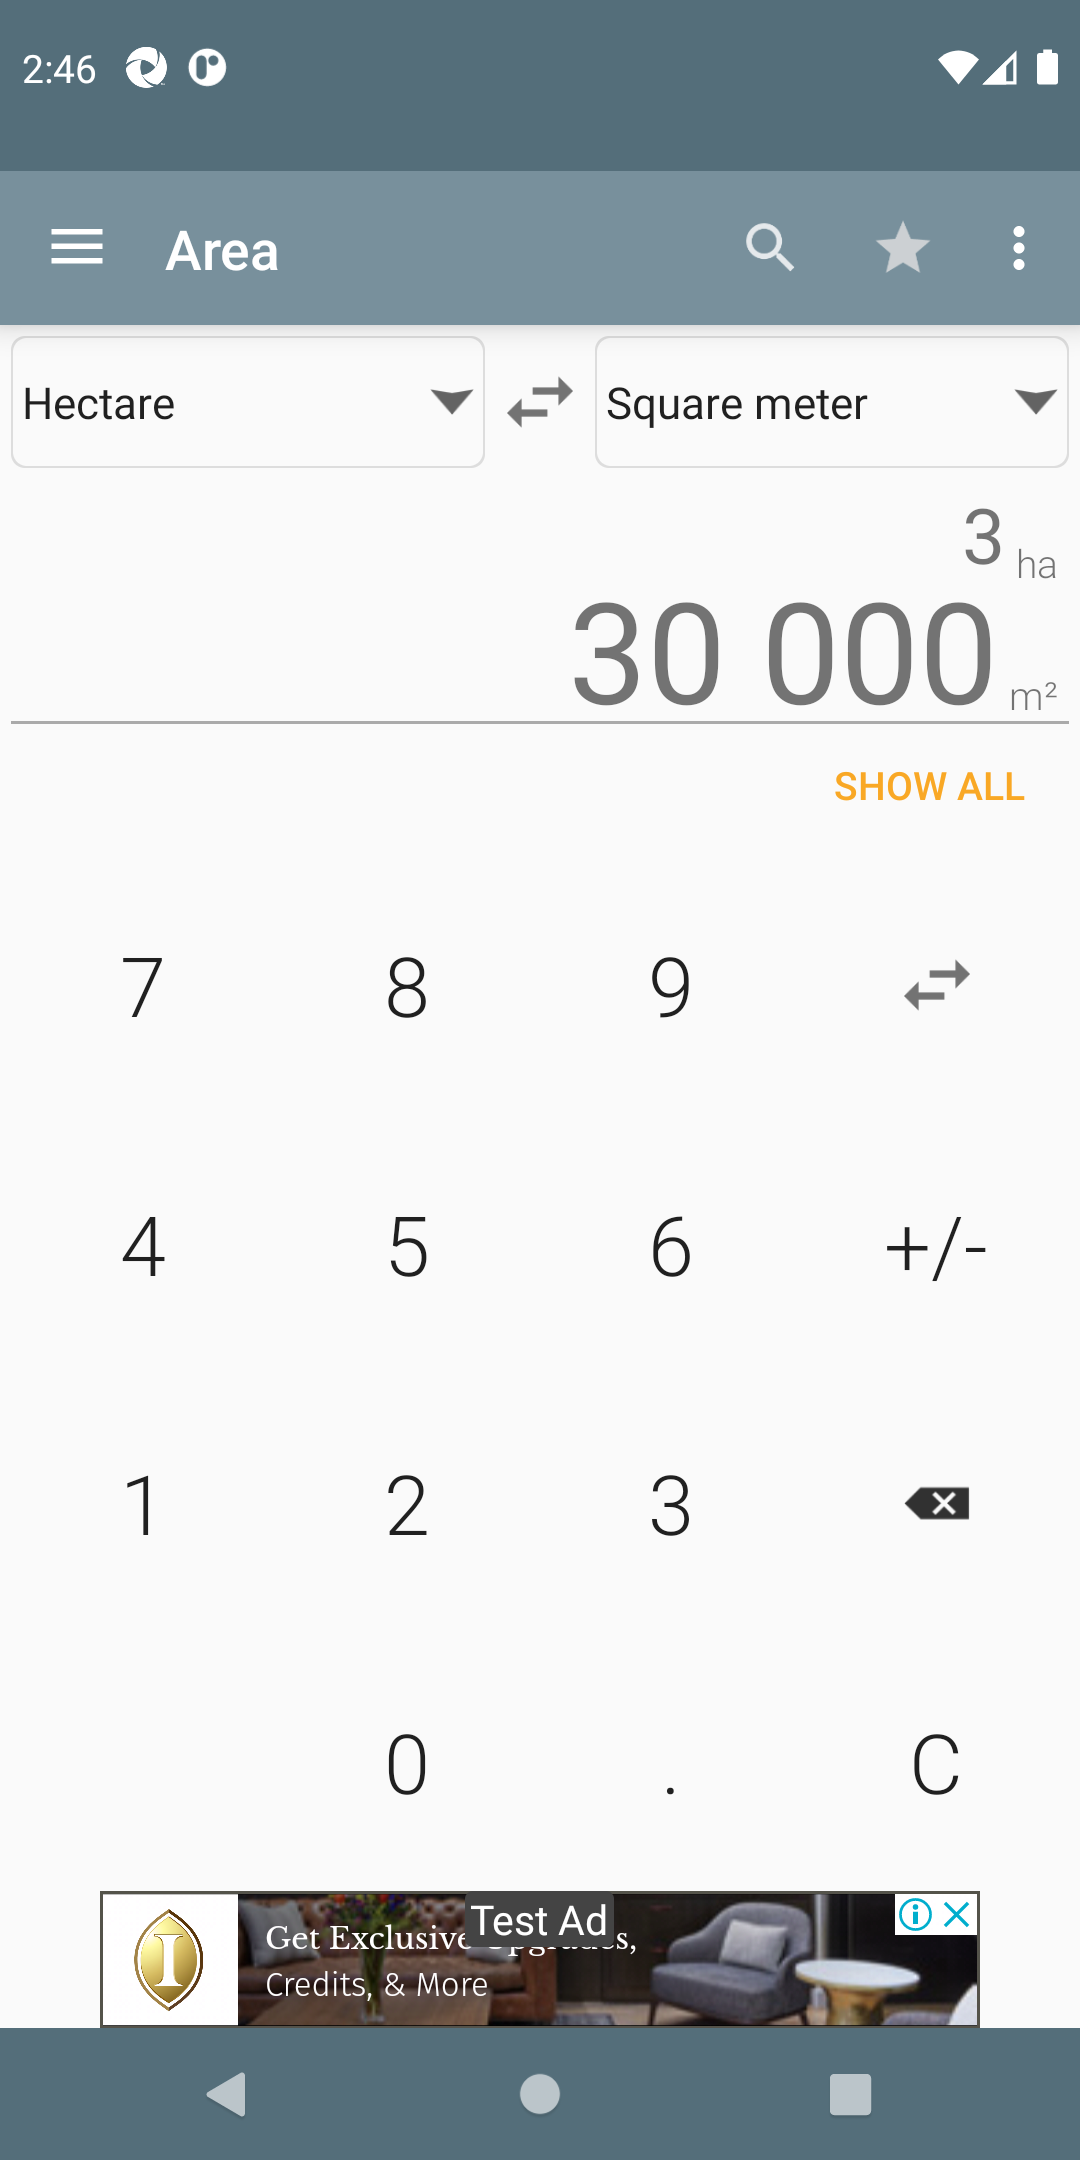 2:46
Area
Hectare
Square meter
3 ha
30 000 m²
SHOW ALL
7 8 9
4 5 6 +/-
1 2 3
0 . C
Test Ad
Get Exclusive Upgrades,
Credits, & More